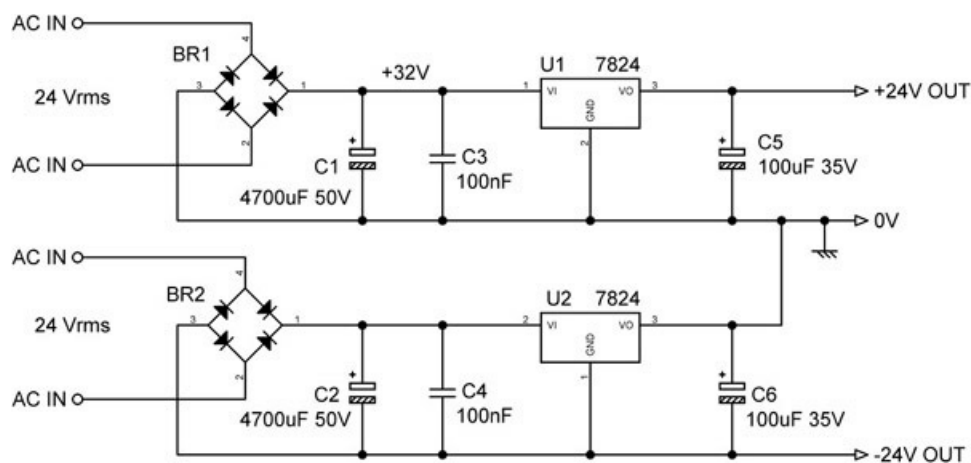 AC IN
BR1
4
3
1
2
24 Vrms
AC IN
+32V
U1
7824
1
VI
VO
3
GND
2
+24V OUT
C1
4700uF 50V
C3
100nF
C5
100uF 35V
0V
AC IN
BR2
4
3
1
2
24 Vrms
AC IN
U2
7824
2
VI
VO
3
GND
1
C2
4700uF 50V
C4
100nF
C6
100uF 35V
-24V OUT
+
+
+
+